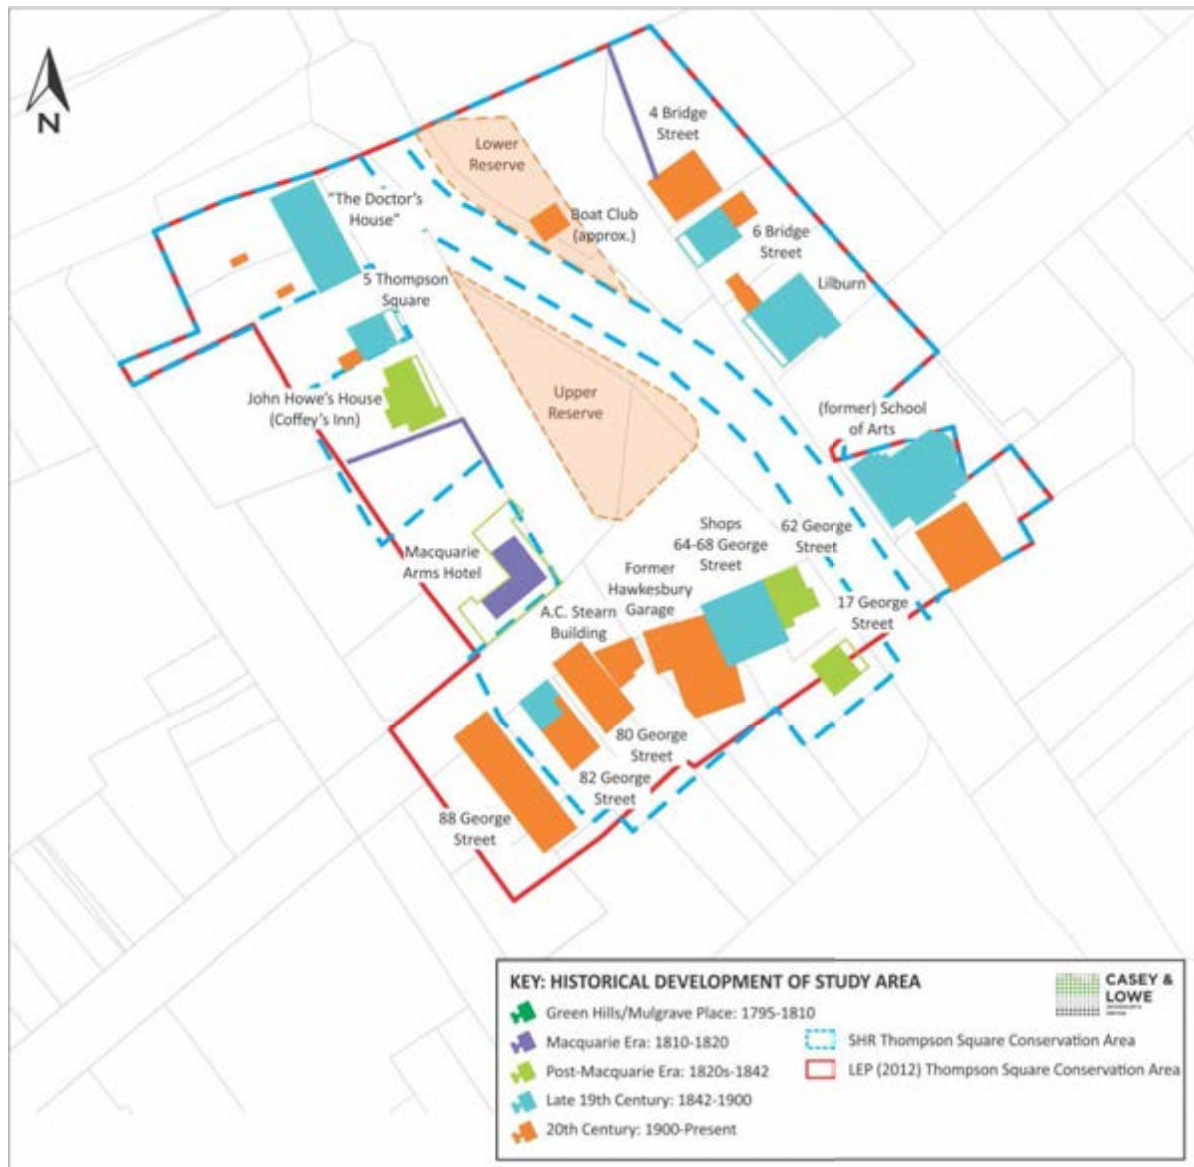 N
4 Bridge
Street
Lower
Reserve
"The Doctor's
House"
Boat Club
(approx.)
6 Bridge
Street
5 Thompson
Square
Lilburn
John Howe's House
(Coffey's Inn)
Upper
Reserve
(former) School
of Arts
Shops
64-68 George
Street
62 George
Street
Macquarie
Arms Hotel
Former
Hawkesbury
Garage
A.C. Stearn
Building
17 George
Street
80 George
Street
82 George
Street
88 George
Street
KEY: HISTORICAL DEVELOPMENT OF STUDY AREA
Green Hills/Mulgrave Place: 1795-1810
Macquarie Era: 1810-1820
Post-Macquarie Era: 1820s-1842
Late 19th Century: 1842-1900
20th Century: 1900-Present
SHR Thompson Square Conservation Area
LEP (2012) Thompson Square Conservation Area
CASEY &
LOWE